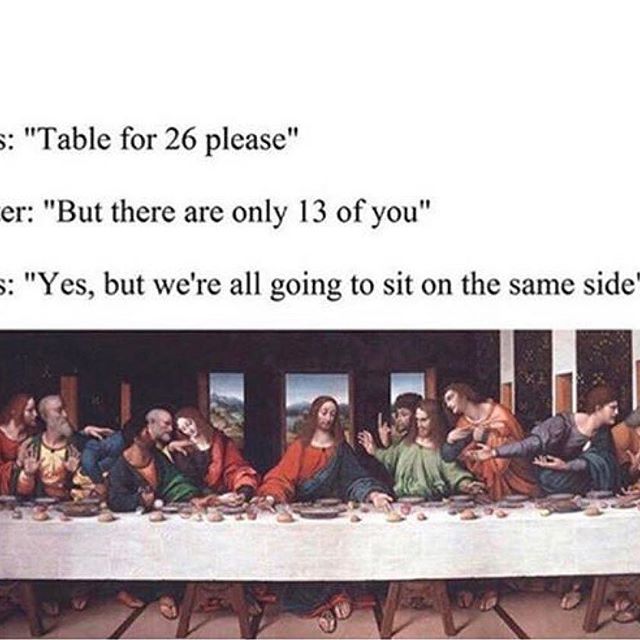 s: "Table for 26 please"
er: "But there are only 13 of you"
s: "Yes, but we're all going to sit on the same side"